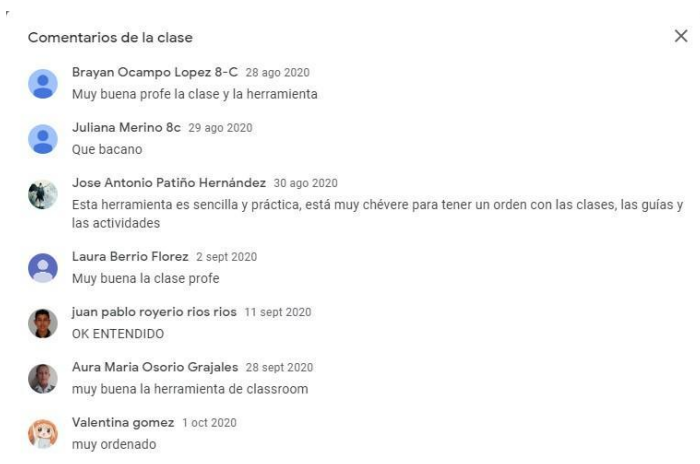 Comentarios de la clase
Brayan Ocampo Lopez 8-C 28 ago 2020
Muy buena profe la clase y la herramienta
Juliana Merino 8c 29 ago 2020
Que bacano
Jose Antonio Patiño Hernández 30 ago 2020
Esta herramienta es sencilla y práctica, está muy chévere para tener un orden con las clases, las guías y
las actividades
Laura Berrio Florez 2 sept 2020
Muy buena la clase profe
juan pablo royerio rios rios 11 sept 2020
OK ENTENDIDO
Aura Maria Osorio Grajales 28 sept 2020
muy buena la herramienta de classroom
Valentina gomez 1 oct 2020
muy ordenado